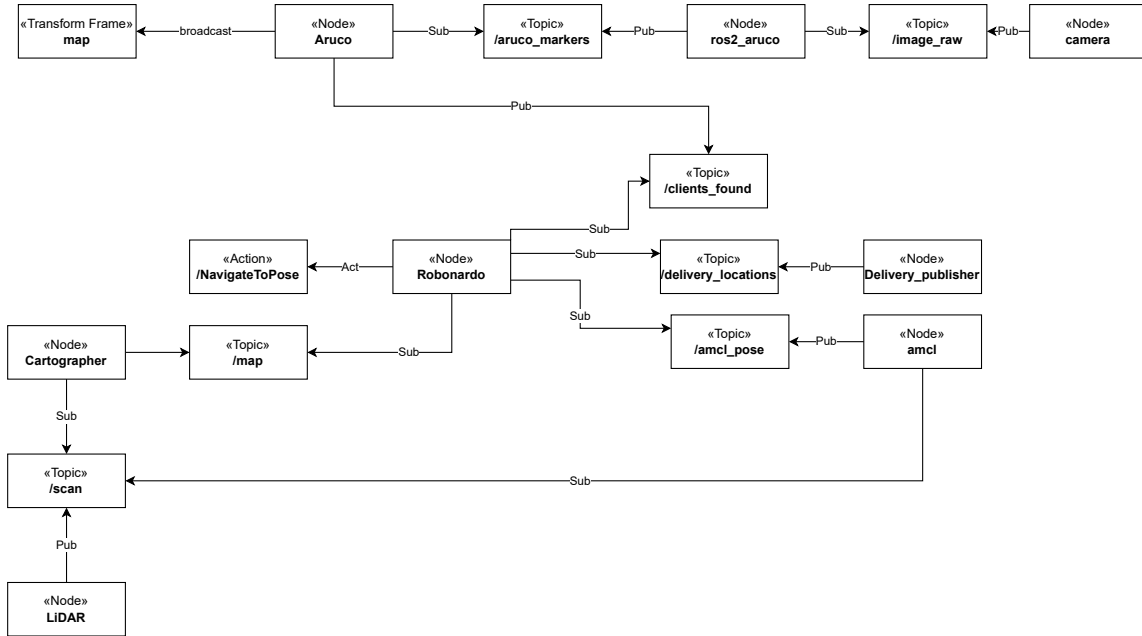 «Transform Frame»
map
broadcast
«Node»
Aruco
Sub
«Topic»
/aruco_markers
Pub
«Node»
ros2_aruco
Sub
«Topic»
/image_raw
Pub
«Node»
camera
Pub
«Topic»
/clients_found
Sub
«Action»
/NavigateToPose
Act
«Node»
Robonardo
Sub
«Topic»
/delivery_locations
Pub
«Node»
Delivery_publisher
Sub
«Topic»
/amcl_pose
Pub
«Node»
amcl
«Node»
Cartographer
«Topic»
/map
Sub
Sub
«Topic»
/scan
Sub
Pub
«Node»
LiDAR